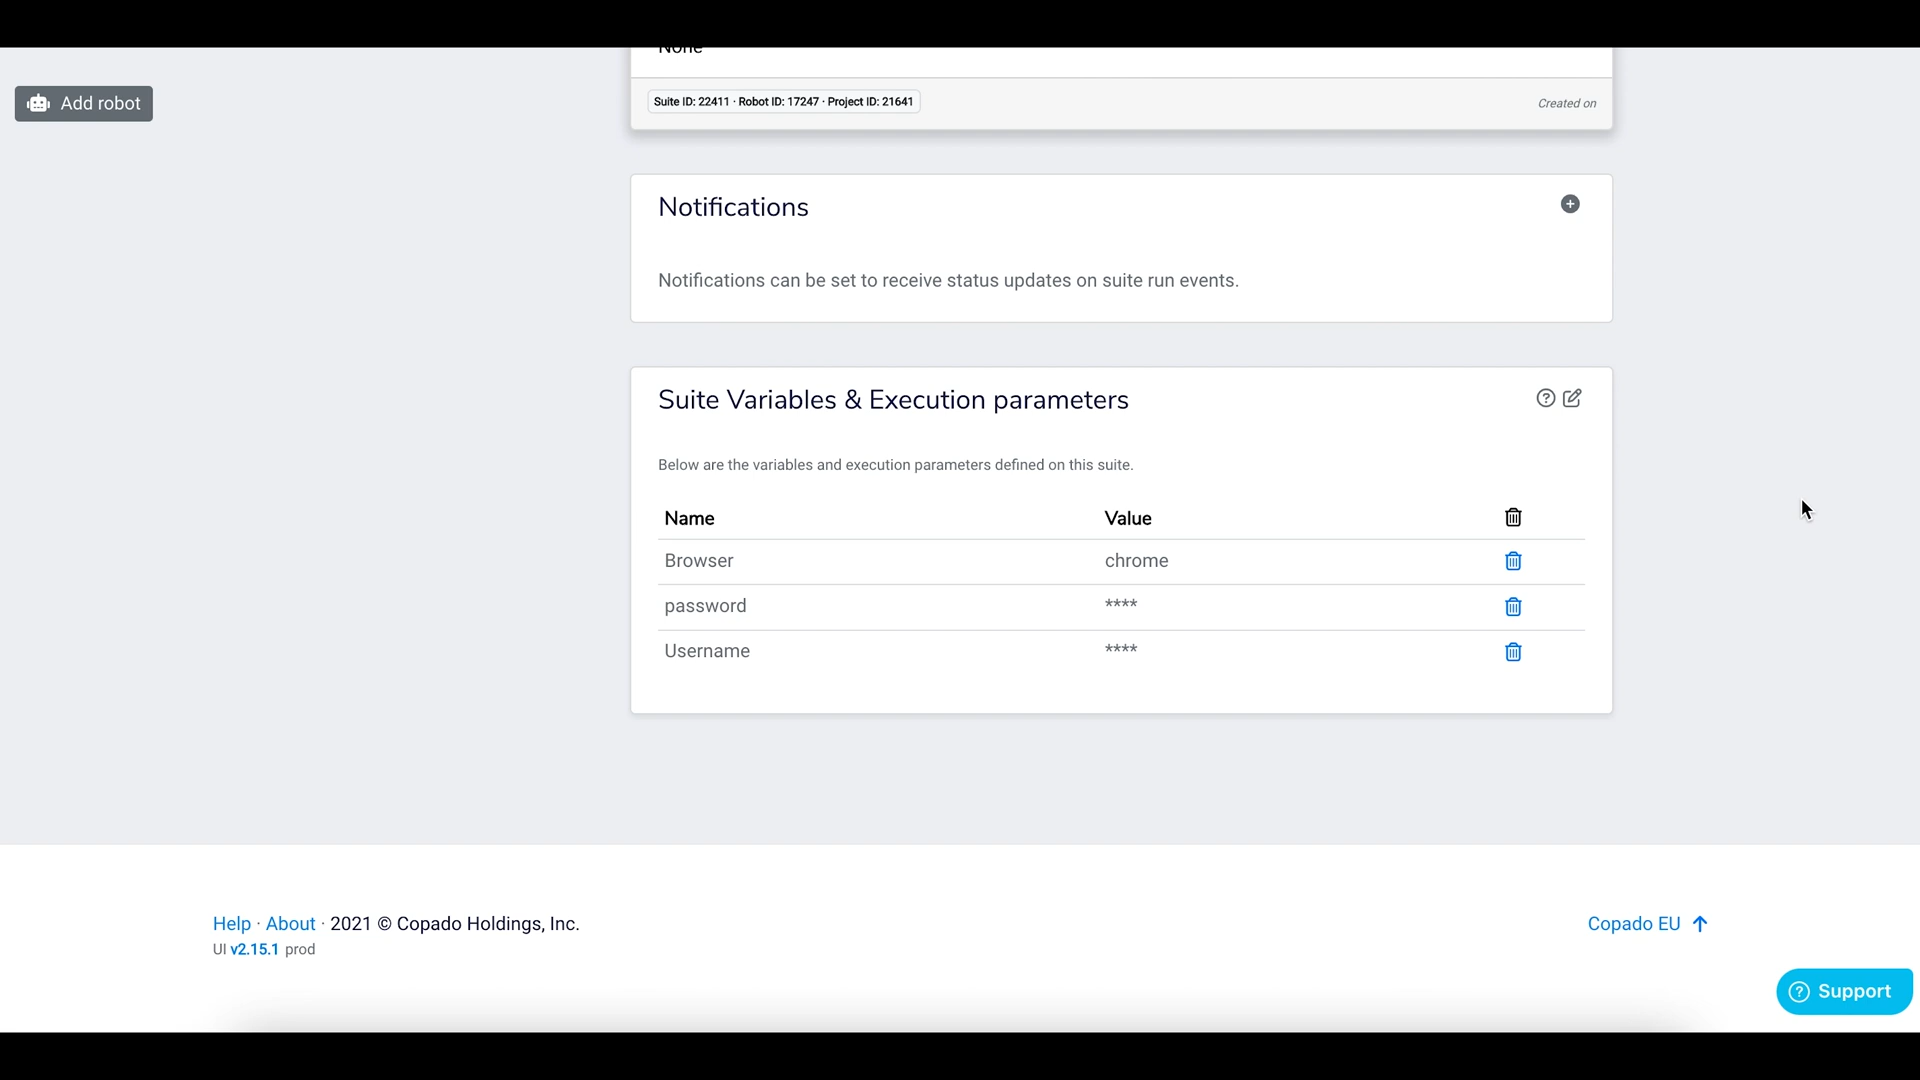 None
Add robot
Suite ID: 22411 · Robot ID: 17247 · Project ID: 21641
Created on
Notifications
Notifications can be set to receive status updates on suite run events.
Suite Variables & Execution parameters
Below are the variables and execution parameters defined on this suite.
Name Value
Browser chrome
password ****
Username ****
Help · About · 2021 © Copado Holdings, Inc.
Copado EU
UI v2.15.1 prod
Support